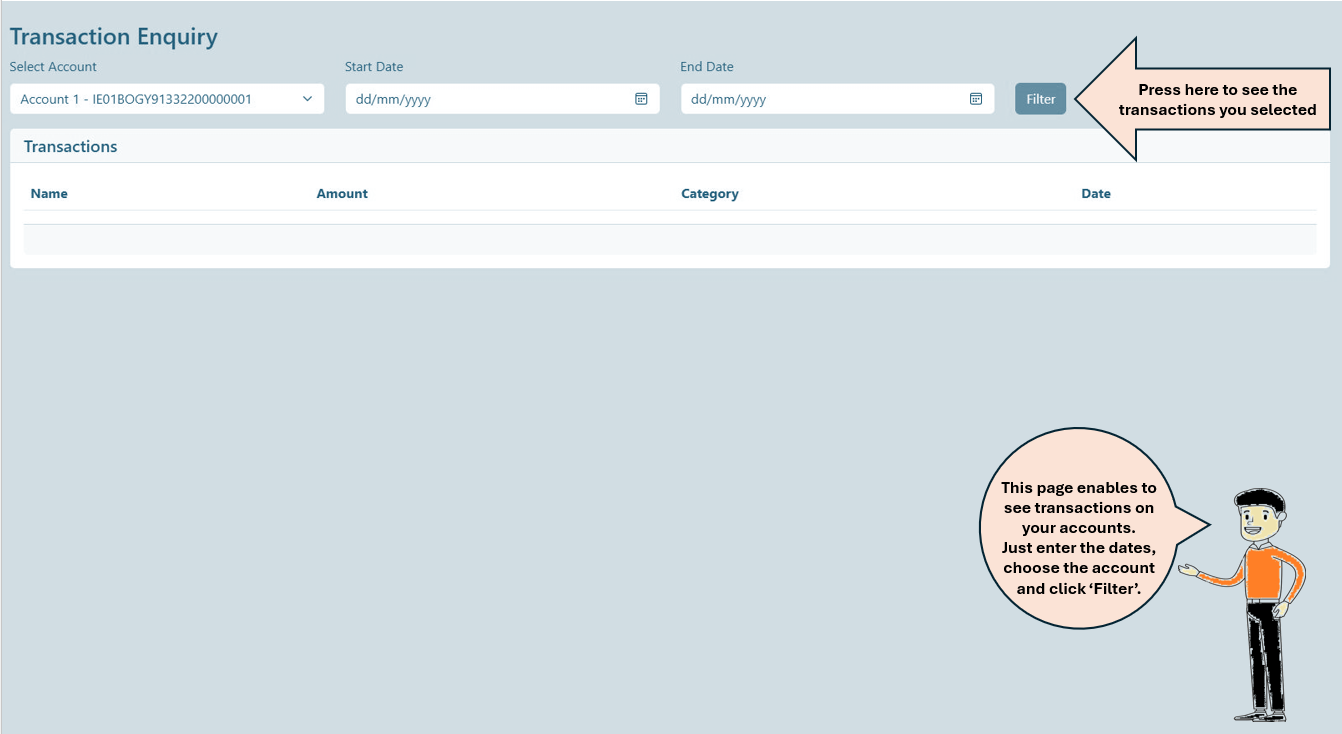 Transaction Enquiry
Select Account
Start Date
End Date
Account 1 - IE01BOGY91332200000001
dd/mm/yyyy
dd/mm/yyyy
Filter
Press here to see the
transactions you selected
Transactions
Name
Amount
Category
Date
This page enables to
see transactions on
your accounts.
Just enter the dates,
choose the account
and click ‘Filter’.